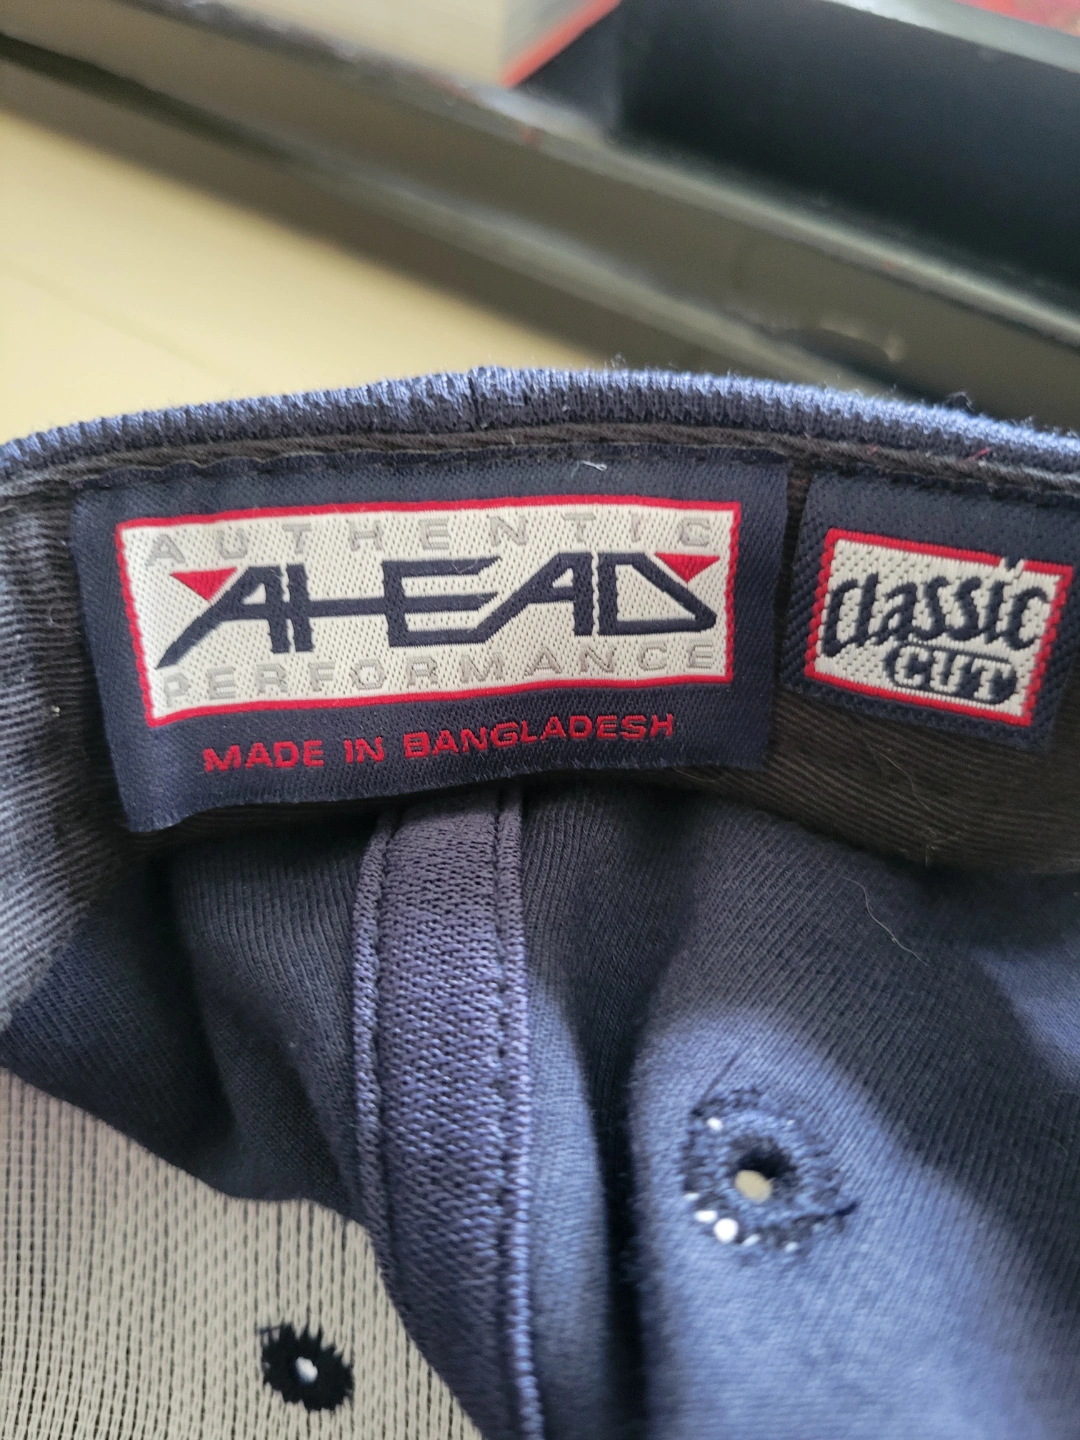 AUTHENTIC
AHEAD
PERFORMANCE
MADE IN BANGLADESH
Classic
CUT